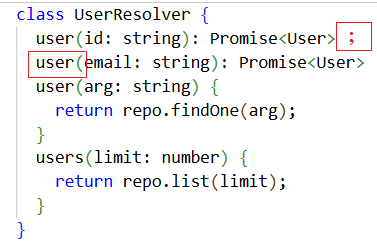 class UserResolver {
  user(id: string): Promise<User> ;
  user(email: string): Promise<User>
  user(arg: string) {
    return repo.findOne(arg);
  }
  users(limit: number) {
    return repo.list(limit);
  }
}